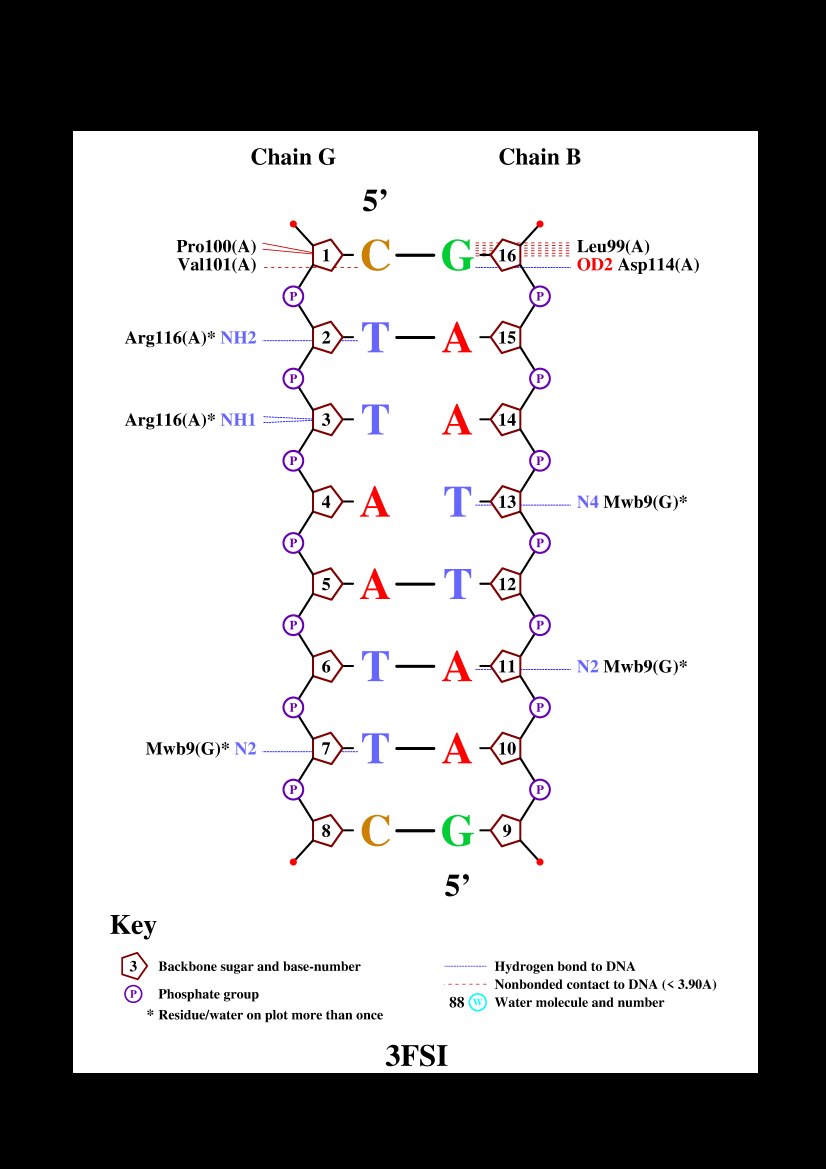 Chain G Chain B
5’
Pro100(A) 1 C G 16 Leu99(A)
Val101(A) OD2 Asp114(A)
P P
Arg116(A)* NH2 2 T A 15
P P
Arg116(A)* NH1 3 T A 14
P P
4 A T 13 N4 Mwb9(G)*
P P
5 A T 12
P P
6 T A 11 N2 Mwb9(G)*
P P
Mwb9(G)* N2 7 T A 10
P P
8 C G 9
5’
Key
3 Backbone sugar and base-number
P Phosphate group
* Residue/water on plot more than once
Hydrogen bond to DNA
Nonbonded contact to DNA (< 3.90A)
88 W Water molecule and number
3FSI